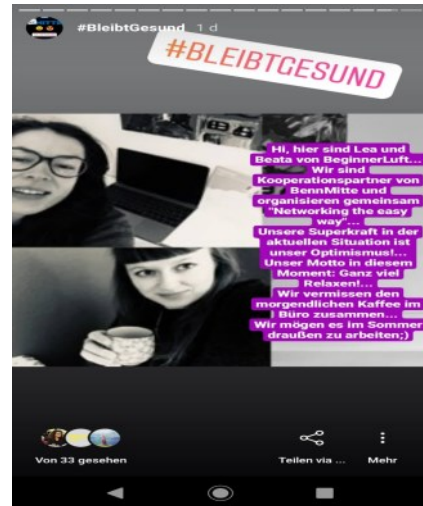 #BleibtGesund 1 d
#BLEIBTGESUND
Hi, hier sind Lea und
Beata von BeginnerLuft...
Wir sind
Kooperationspartner von
BennMitte und
organisieren gemeinsam
"Networking the easy
way"...
Unsere Superkraft in der
aktuellen Situation ist
unser Optimismus!...
Unser Motto in diesem
Moment: Ganz viel
Relaxen!...
Wir vermissen den
morgendlichen Kaffee im
Büro zusammen...
Wir mögen es im Sommer
draußen zu arbeiten;)
Von 33 gesehen
Teilen via ...
Mehr